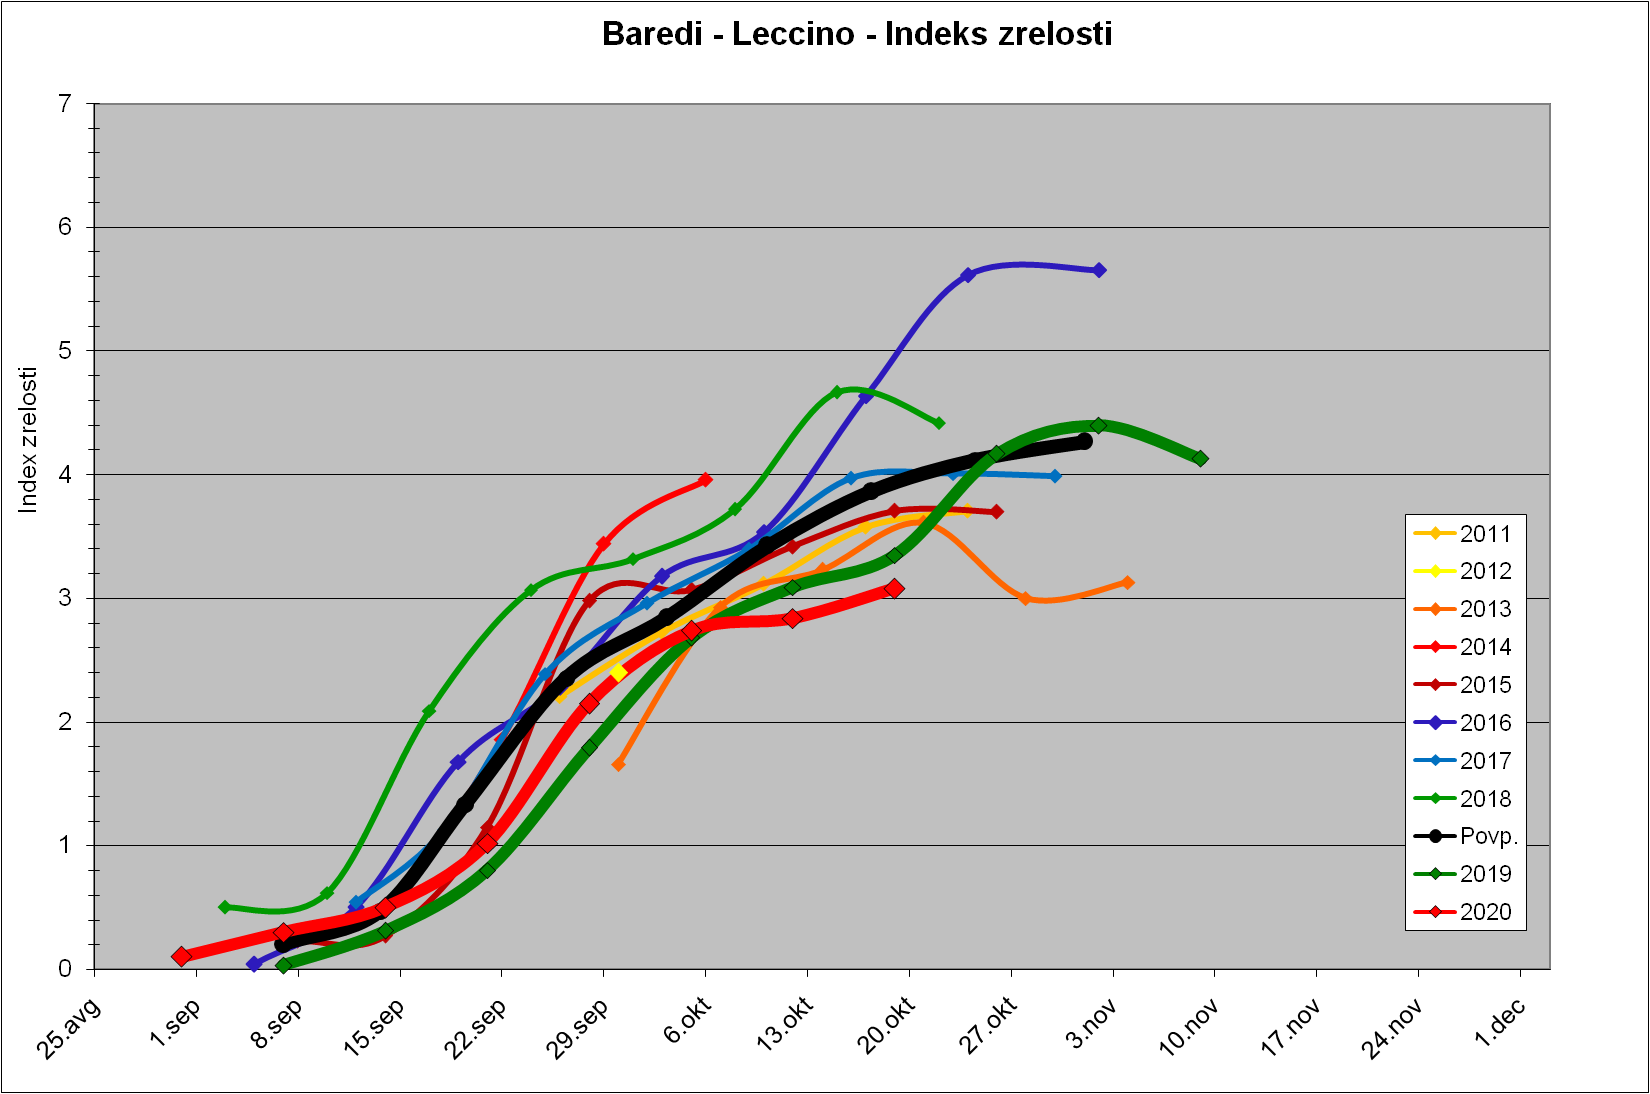 Baredi - Leccino - Indeks zrelosti
Index zrelosti
7
6
5
4
3
2
1
0
25.avg
1.sep
8.sep
15.sep
22.sep
29.sep
6.okt
13.okt
20.okt
27.okt
3.nov
10.nov
17.nov
24.nov
1.dec
2011
2012
2013
2014
2015
2016
2017
2018
Povp.
2019
2020